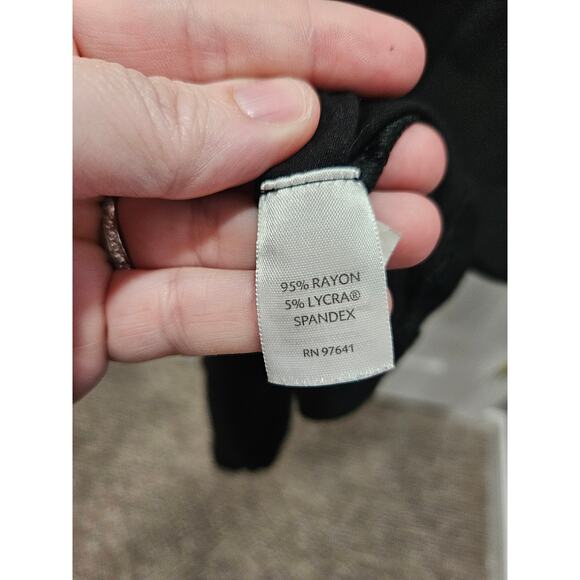 95% RAYON
5% LYCRA®
SPANDEX
RN 97641